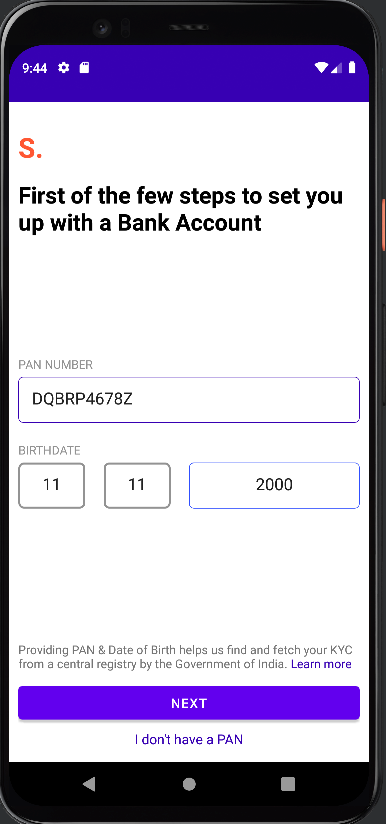 9:44
S.
First of the few steps to set you
up with a Bank Account
PAN NUMBER
DQBRP4678Z
BIRTHDATE
11 11 2000
Providing PAN & Date of Birth helps us find and fetch your KYC
from a central registry by the Government of India. Learn more
NEXT
I don't have a PAN